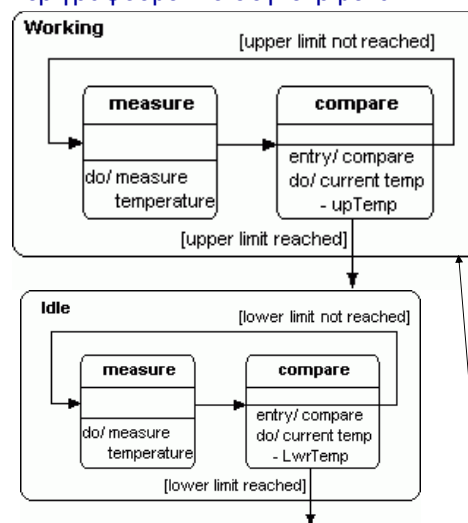 Working
[upper limit not reached]
measure
compare
do/ measure
temperature
entry/ compare
do/ current temp
- upTemp
[upper limit reached]
Idle
[lower limit not reached]
measure
compare
do/ measure
temperature
entry/ compare
do/ current temp
- LwrTemp
[lower limit reached]